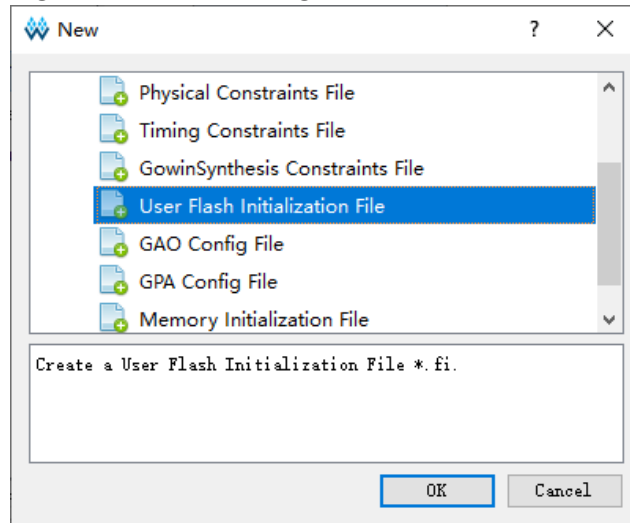 New
?
Physical Constraints File
Timing Constraints File
GowinSynthesis Constraints File
User Flash Initialization File
GAO Config File
GPA Config File
Memory Initialization File
Create a User Flash Initialization File *.fi.
OK Cancel